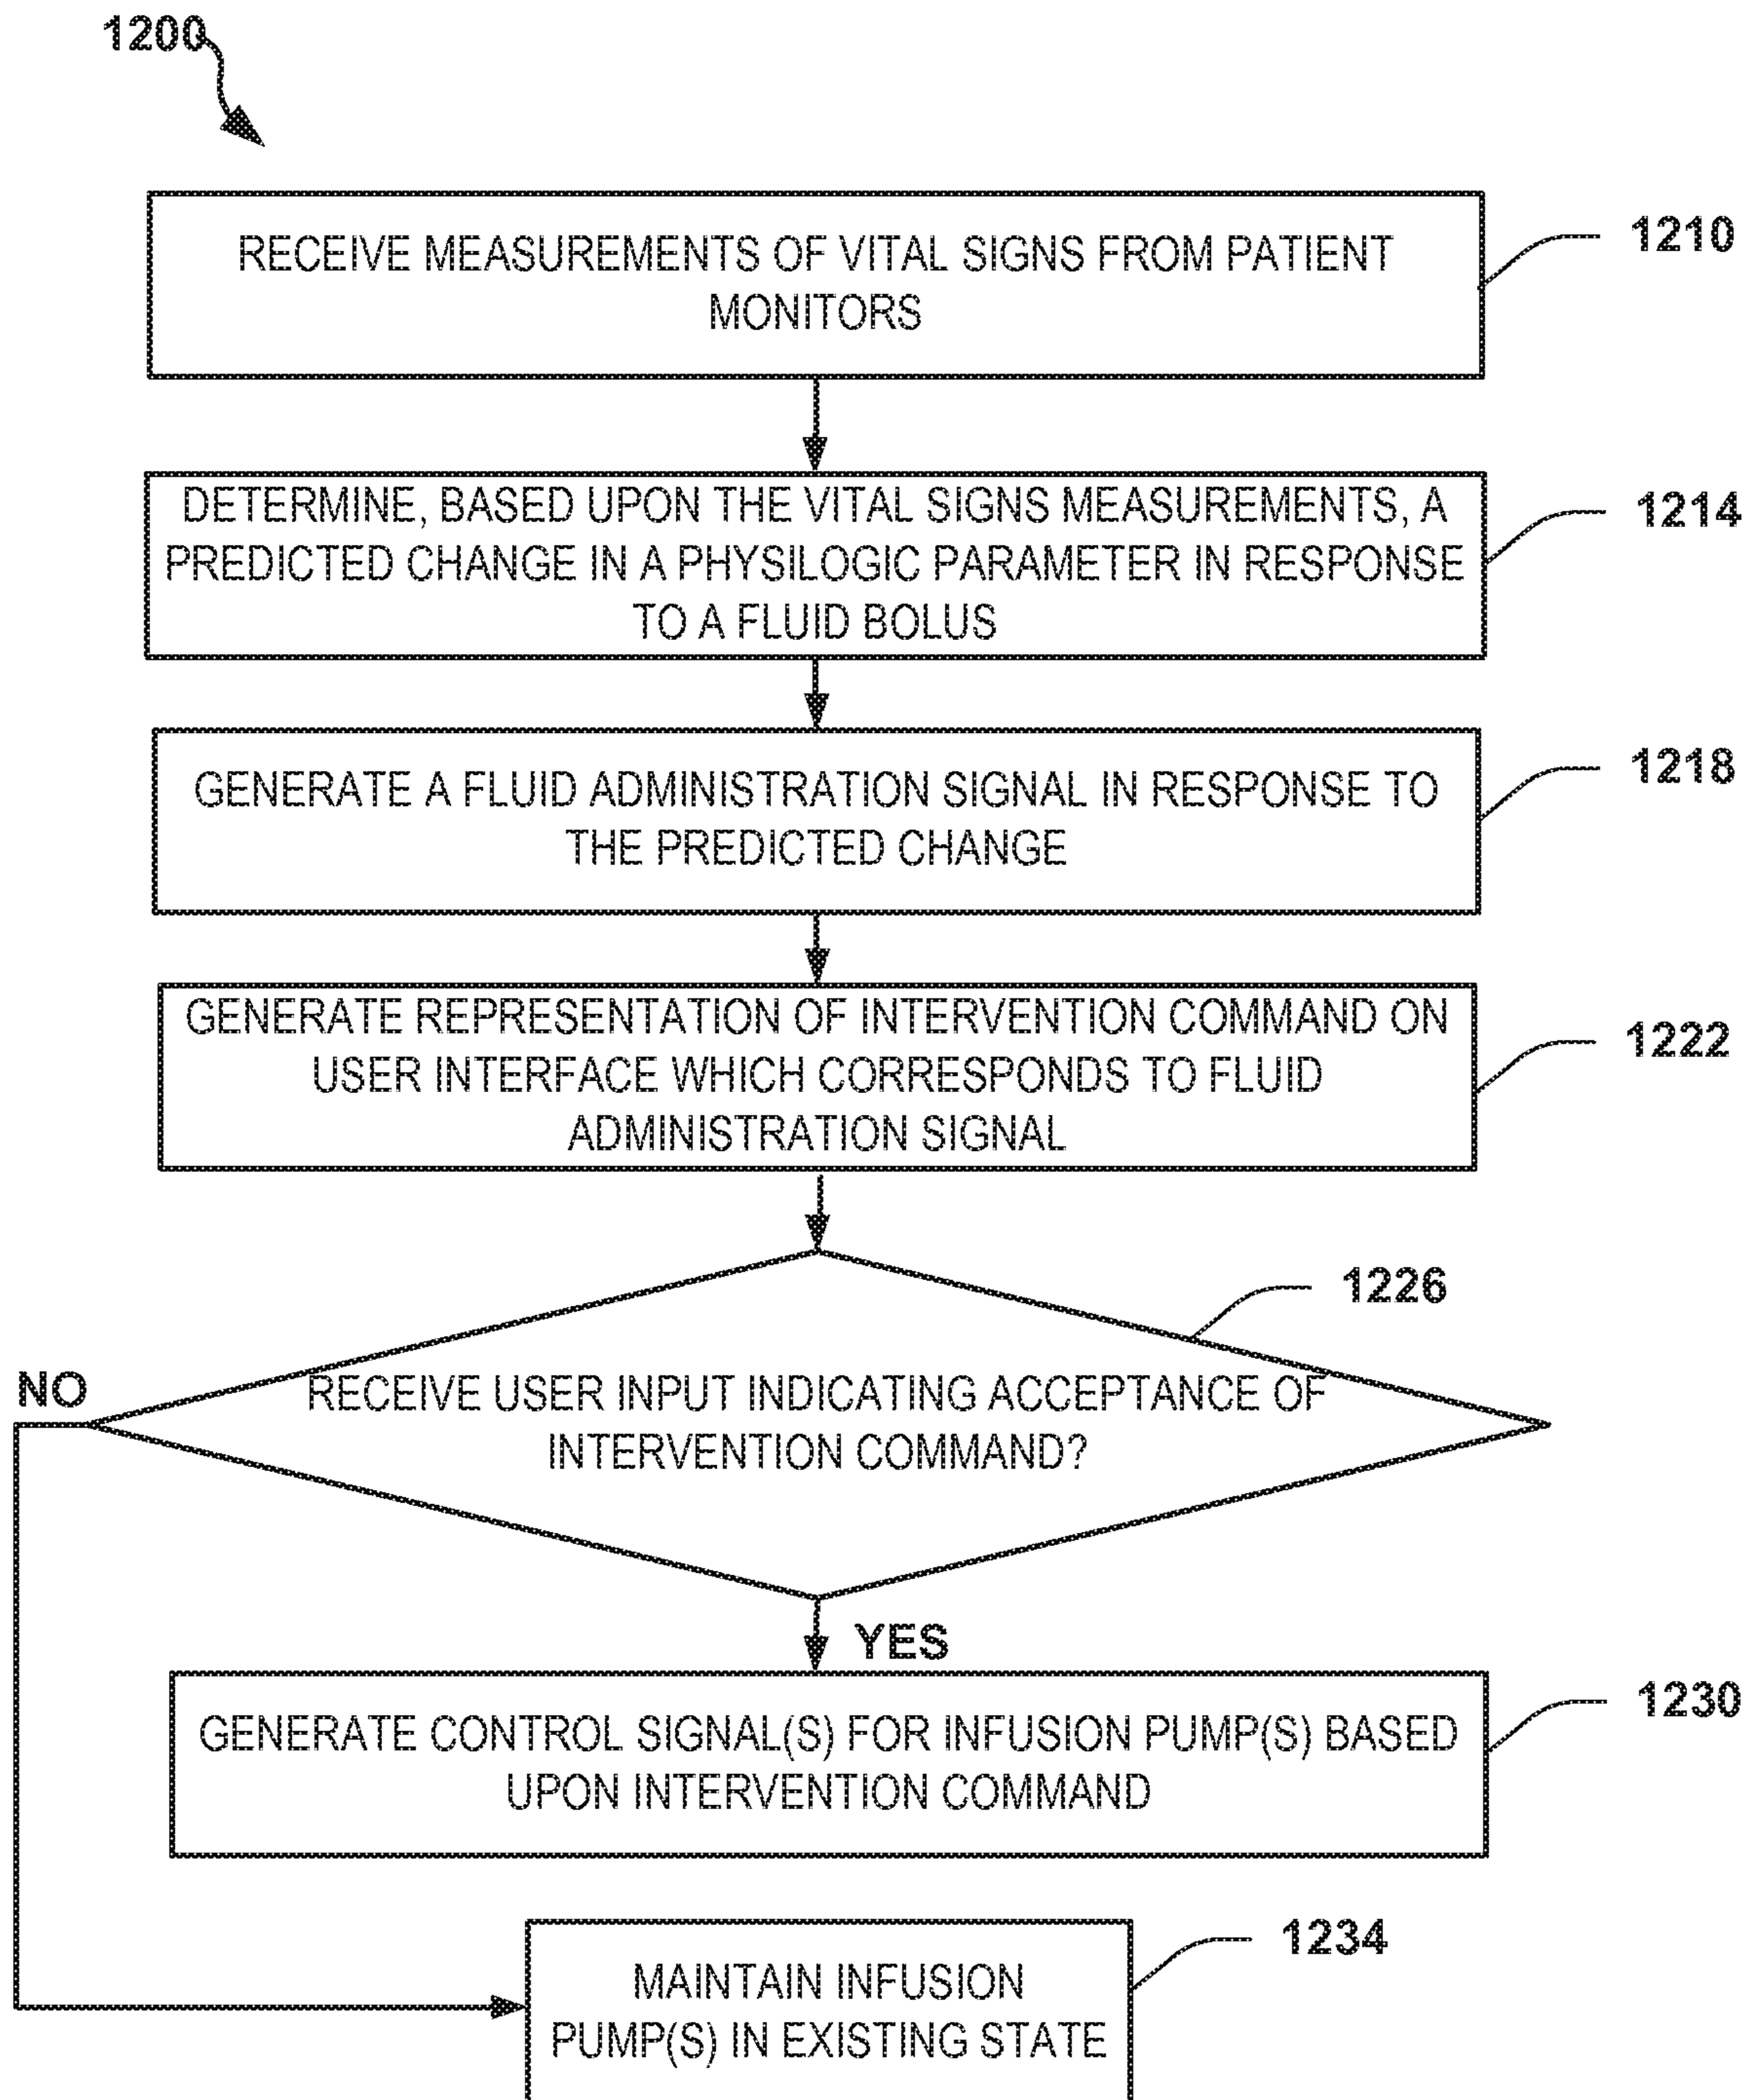 1200
RECEIVE MEASUREMENTS OF VITAL SIGNS FROM PATIENT
MONITORS
1210
DETERMINE, BASED UPON THE VITAL SIGNS MEASUREMENTS, A
PREDICTED CHANGE IN A PHYSILOGIC PARAMETER IN RESPONSE
TO A FLUID BOLUS
1214
GENERATE A FLUID ADMINISTRATION SIGNAL IN RESPONSE TO
THE PREDICTED CHANGE
1218
GENERATE REPRESENTATION OF INTERVENTION COMMAND ON
USER INTERFACE WHICH CORRESPONDS TO FLUID
ADMINISTRATION SIGNAL
1222
1226
NO
RECEIVE USER INPUT INDICATING ACCEPTANCE OF
INTERVENTION COMMAND?
YES
GENERATE CONTROL SIGNAL(S) FOR INFUSION PUMP(S) BASED
UPON INTERVENTION COMMAND
1230
MAINTAIN INFUSION
PUMP(S) IN EXISTING STATE
1234